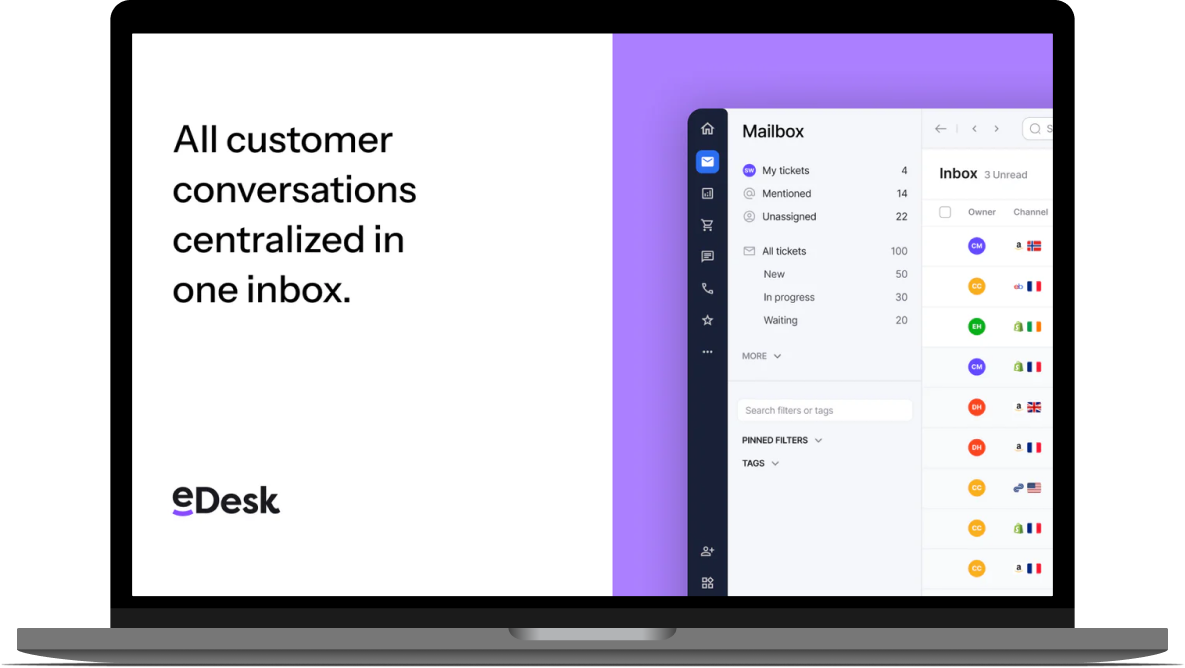 All customer
conversations
centralized in
one inbox.
eDesk
Mailbox
SW My tickets 4
Mentioned 14
Unassigned 22
All tickets 100
New 50
In progress 30
Waiting 20
MORE
Search filters or tags
PINNED FILTERS
TAGS
S
Inbox 3 Unread
Owner Channel
CM a
CC eb
EH
CM
DH a
DH a
CC
CC
CC a